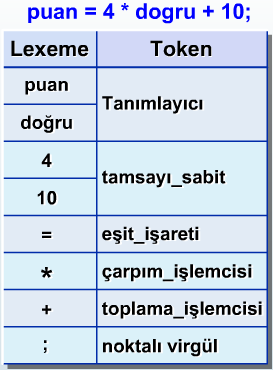 puan = 4 * dogru + 10;
Lexeme Token
puan
Tanımlayıcı
doğru
4
tamsayı_sabit
10
= eşit_işareti
* çarpım_işlemcisi
+ toplama_işlemcisi
; noktalı virgül